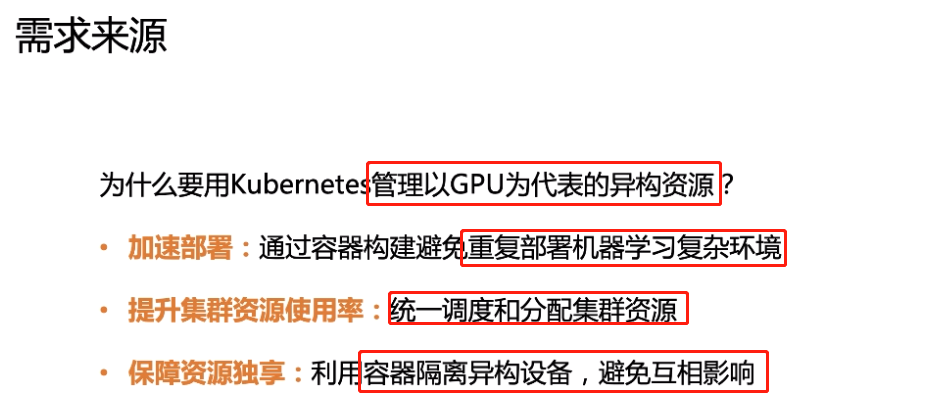 需求来源
为什么要用Kubernetes管理以GPU为代表的异构资源？
• 加速部署：通过容器构建避免重复部署机器学习复杂环境
• 提升集群资源使用率：统一调度和分配集群资源
• 保障资源独享：利用容器隔离异构设备，避免互相影响